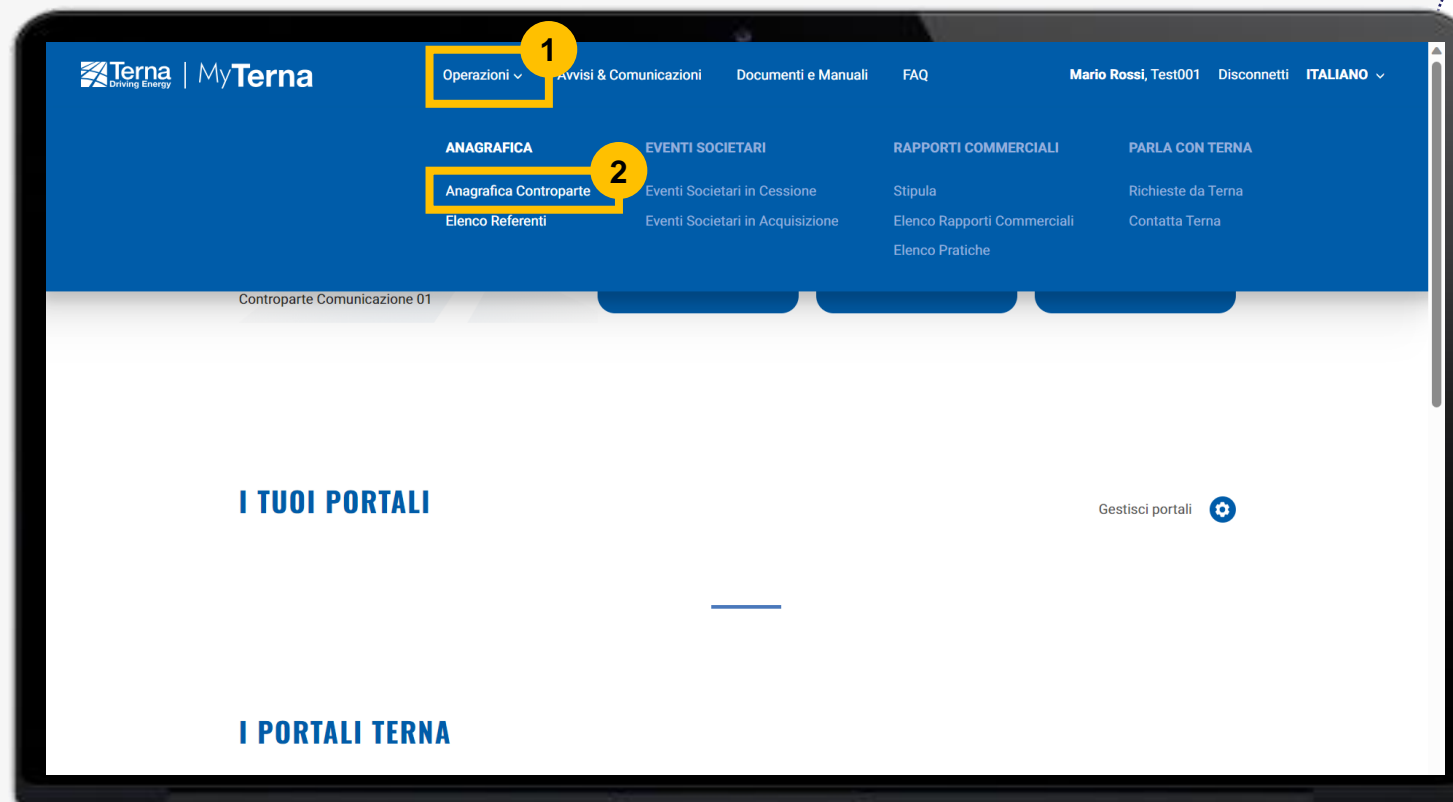 1
Terna
Driving Energy
MyTerna
Operazioni
Avvisi & Comunicazioni
Documenti e Manuali
FAQ
Mario Rossi, Test001
Disconnetti
ITALIANO
ANAGRAFICA
EVENTI SOCIETARI
RAPPORTI COMMERCIALI
PARLA CON TERNA
2
Anagrafica Controparte
Eventi Societari in Cessione
Stipula
Richieste da Terna
Elenco Referenti
Eventi Societari in Acquisizione
Elenco Rapporti Commerciali
Contatta Terna
Elenco Pratiche
Controparte Comunicazione 01
I TUOI PORTALI
Gestisci portali
I PORTALI TERNA